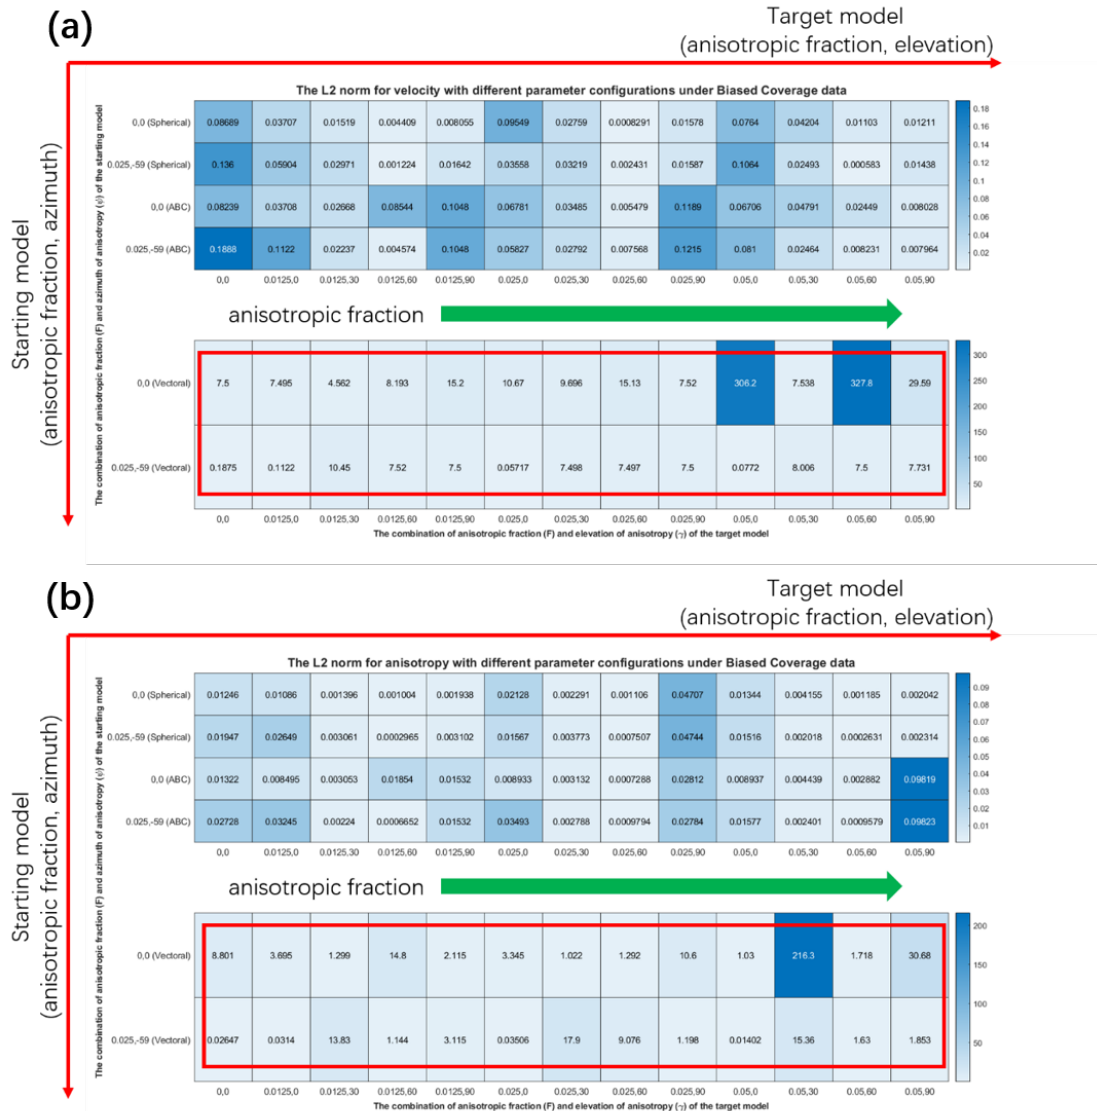 (a)
Target model
(anisotropic fraction, elevation)
The L2 norm for velocity with different parameter configurations under Biased Coverage data
Starting model
(anisotropic fraction, azimuth)
The combination of anisotropic fraction (F) and azimuth of anisotropy (ψ) of the starting model
0,0 (Spherical) 0.08689 0.03707 0.01519 0.004409 0.008055 0.09549 0.02759 0.0008291 0.01578 0.0764 0.04204 0.01103 0.01211
0.025,-59 (Spherical) 0.136 0.05904 0.02971 0.001224 0.01642 0.03558 0.03219 0.002431 0.01587 0.1064 0.02493 0.000583 0.01438
0,0 (ABC) 0.08239 0.03708 0.02668 0.08544 0.1048 0.06781 0.03485 0.005479 0.1189 0.06706 0.04791 0.02449 0.008028
0.025,-59 (ABC) 0.1888 0.1122 0.02237 0.004574 0.1048 0.05827 0.02792 0.007568 0.1215 0.081 0.02464 0.008231 0.007964
0,0 0.0125,0 0.0125,30 0.0125,60 0.0125,90 0.025,0 0.025,30 0.025,60 0.025,90 0.05,0 0.05,30 0.05,60 0.05,90
0.18
0.16
0.14
0.12
0.1
0.08
0.06
0.04
0.02
anisotropic fraction
0,0 (Vectoral) 7.5 7.495 4.562 8.193 15.2 10.67 9.696 15.13 7.52 306.2 7.538 327.8 29.59
0.025,-59 (Vectoral) 0.1875 0.1122 10.45 7.52 7.5 0.05717 7.498 7.497 7.5 0.0772 8.006 7.5 7.731
0,0 0.0125,0 0.0125,30 0.0125,60 0.0125,90 0.025,0 0.025,30 0.025,60 0.025,90 0.05,0 0.05,30 0.05,60 0.05,90
The combination of anisotropic fraction (F) and elevation of anisotropy (γ) of the target model
300
250
200
150
100
50
(b)
Target model
(anisotropic fraction, elevation)
The L2 norm for anisotropy with different parameter configurations under Biased Coverage data
Starting model
(anisotropic fraction, azimuth)
The combination of anisotropic fraction (F) and azimuth of anisotropy (ψ) of the starting model
0,0 (Spherical) 0.01246 0.01086 0.001396 0.001004 0.001938 0.02128 0.002291 0.001106 0.04707 0.01344 0.004155 0.001185 0.002042
0.025,-59 (Spherical) 0.01947 0.02649 0.003061 0.0002965 0.003102 0.01567 0.003773 0.0007507 0.04744 0.01516 0.002018 0.0002631 0.002314
0,0 (ABC) 0.01322 0.008495 0.003053 0.01854 0.01532 0.008933 0.003132 0.0007288 0.02812 0.008937 0.004439 0.002882 0.09819
0.025,-59 (ABC) 0.02728 0.03245 0.00224 0.0006652 0.01532 0.03493 0.002788 0.0009794 0.02784 0.01577 0.002401 0.0009579 0.09823
0,0 0.0125,0 0.0125,30 0.0125,60 0.0125,90 0.025,0 0.025,30 0.025,60 0.025,90 0.05,0 0.05,30 0.05,60 0.05,90
0.09
0.08
0.07
0.06
0.05
0.04
0.03
0.02
0.01
anisotropic fraction
0,0 (Vectoral) 8.801 3.695 1.299 14.8 2.115 3.345 1.022 1.292 10.6 1.03 216.3 1.718 30.68
0.025,-59 (Vectoral) 0.02647 0.0314 13.83 1.144 3.115 0.03506 17.9 9.076 1.198 0.01402 15.36 1.63 1.853
0,0 0.0125,0 0.0125,30 0.0125,60 0.0125,90 0.025,0 0.025,30 0.025,60 0.025,90 0.05,0 0.05,30 0.05,60 0.05,90
The combination of anisotropic fraction (F) and elevation of anisotropy (γ) of the target model
200
150
100
50